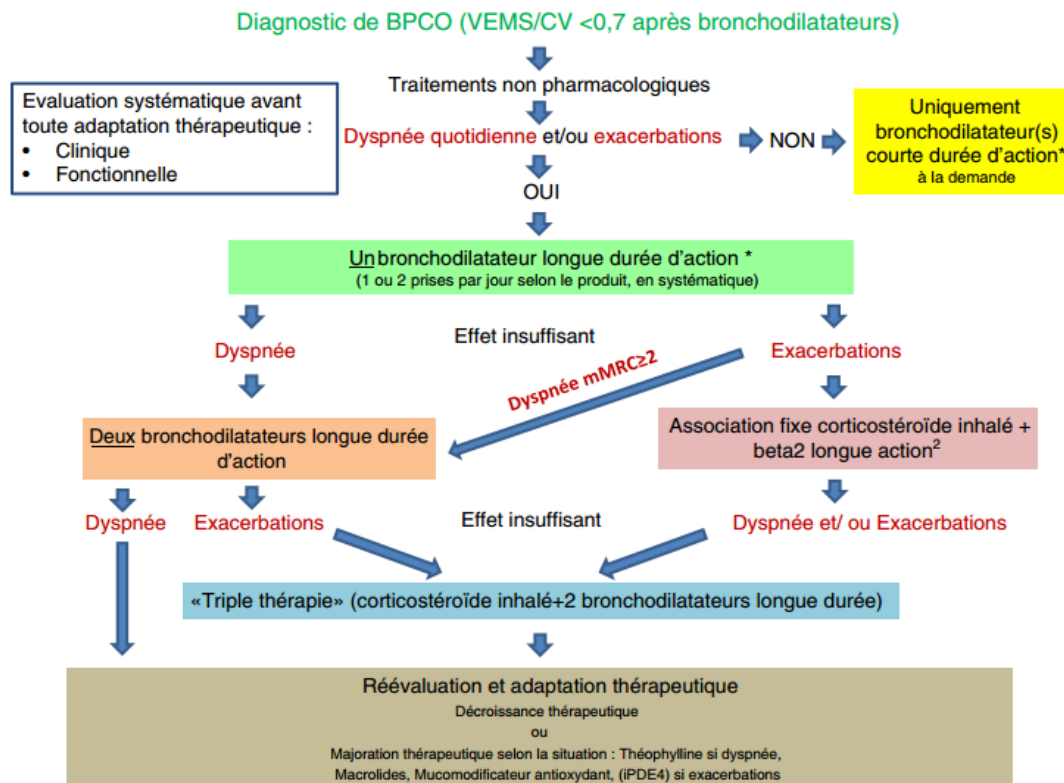 Diagnostic de BPCO (VEMS/CV <0,7 après bronchodilatateurs)
Traitements non pharmacologiques
Evaluation systématique avant
toute adaptation thérapeutique :
• Clinique
• Fonctionnelle
Dyspnée quotidienne et/ou exacerbations
NON
Uniquement
bronchodilatateur(s)
courte durée d'action*
à la demande
OUI
Un bronchodilatateur longue durée d'action *
(1 ou 2 prises par jour selon le produit, en systématique)
Effet insuffisant
Dyspnée
Exacerbations
Dyspnée mMRC≥2
Deux bronchodilatateurs longue durée
d'action
Association fixe corticostéroïde inhalé +
beta2 longue action²
Dyspnée
Exacerbations
Effet insuffisant
Dyspnée et/ ou Exacerbations
«Triple thérapie» (corticostéroïde inhalé+2 bronchodilatateurs longue durée)
Réévaluation et adaptation thérapeutique
Décroissance thérapeutique
ou
Majoration thérapeutique selon la situation : Théophylline si dyspnée,
Macrolides, Mucomodificateur antioxydant, (iPDE4) si exacerbations